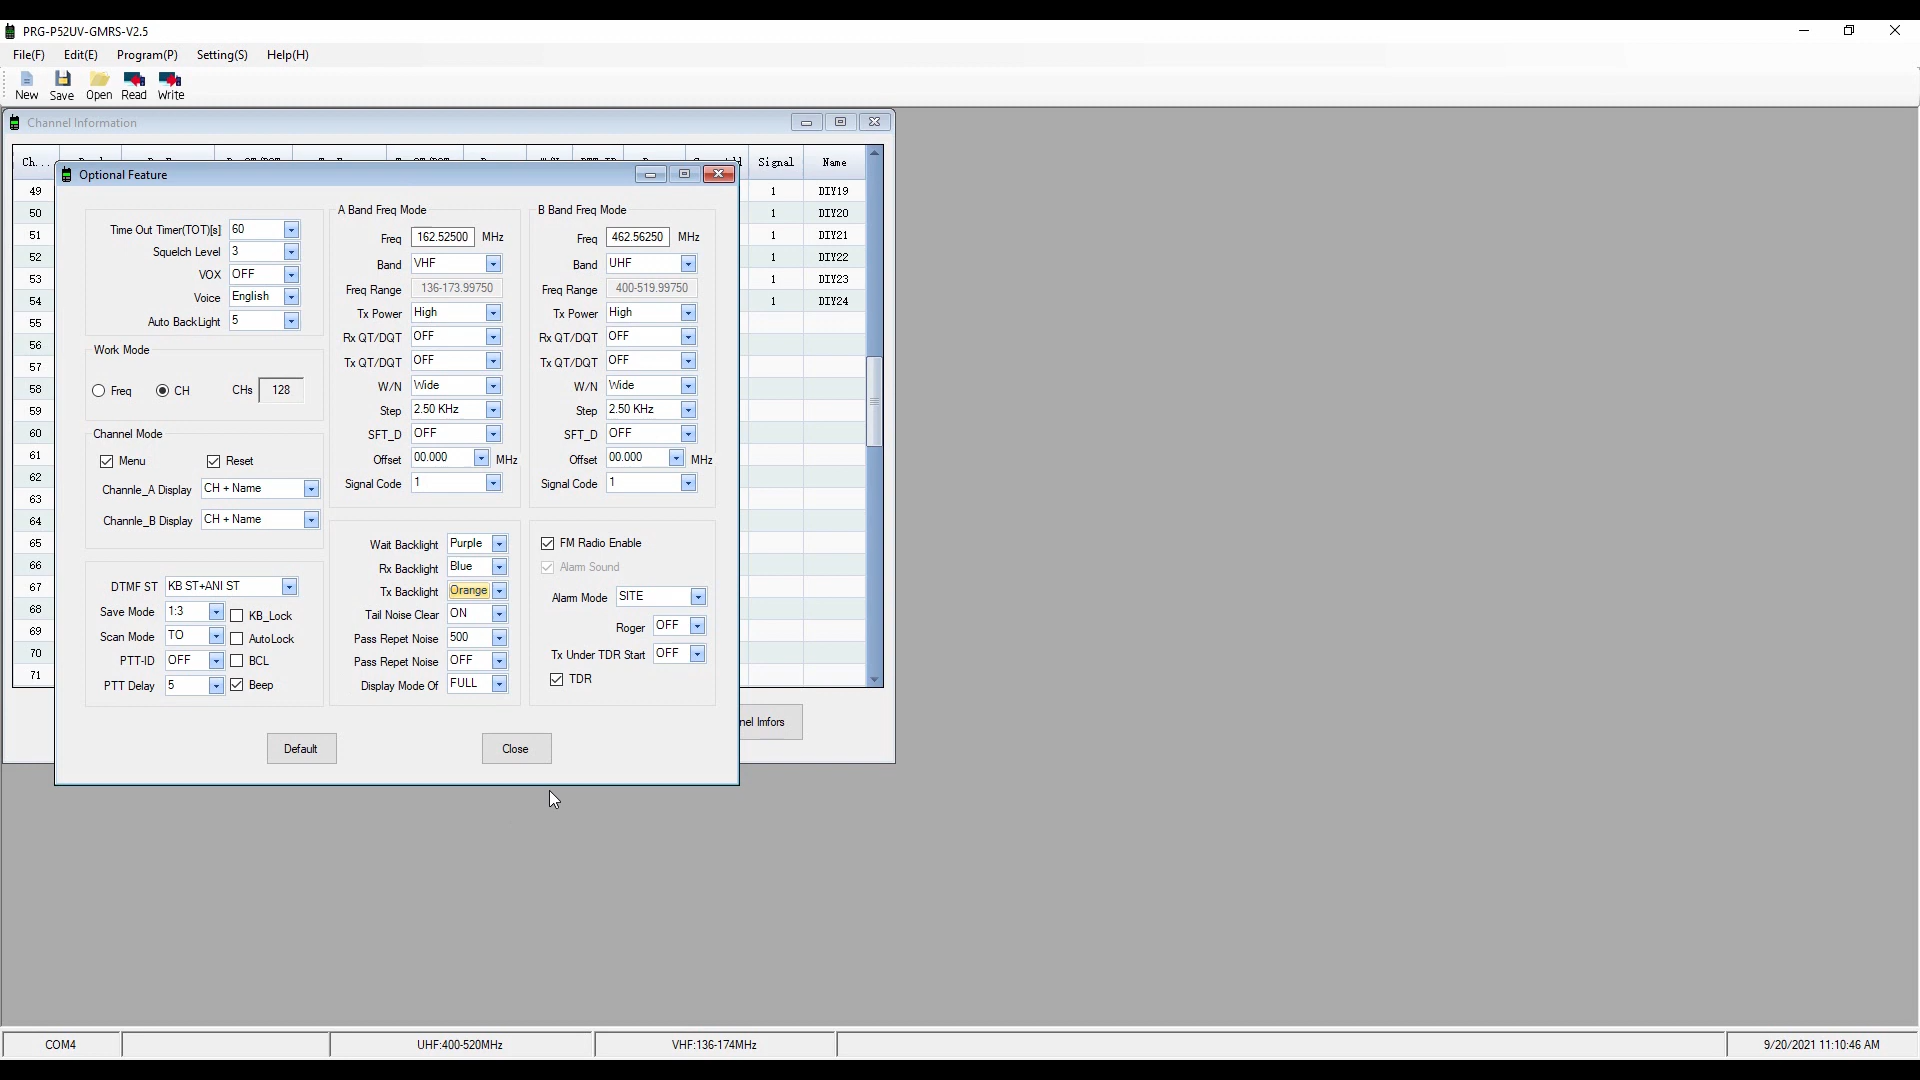 PRG-P52UV-GMRS-V2.5
File(F) Edit(E) Program(P) Setting(S) Help(H)
New Save Open Read Write
Channel Information
Ch... Signal Name
49 1 DIY19
50 1 DIY20
51 1 DIY21
52 1 DIY22
53 1 DIY23
54 1 DIY24
55
56
57
58
59
60
61
62
63
64
65
66
67
68
69
70
71
nel Imfors
Optional Feature
Time Out Timer(TOT)[s] 60
Squelch Level 3
VOX OFF
Voice English
Auto BackLight 5
Work Mode
Freq CH CHs 128
Channel Mode
Menu Reset
Channle_A Display CH + Name
Channle_B Display CH + Name
DTMF ST KB ST+ANI ST
Save Mode 1:3 KB_Lock
Scan Mode TO AutoLock
PTT-ID OFF BCL
PTT Delay 5 Beep
A Band Freq Mode
Freq 162.52500 MHz
Band VHF
Freq Range 136-173.99750
Tx Power High
Rx QT/DQT OFF
Tx QT/DQT OFF
W/N Wide
Step 2.50 KHz
SFT_D OFF
Offset 00.000 MHz
Signal Code 1
B Band Freq Mode
Freq 462.56250 MHz
Band UHF
Freq Range 400-519.99750
Tx Power High
Rx QT/DQT OFF
Tx QT/DQT OFF
W/N Wide
Step 2.50 KHz
SFT_D OFF
Offset 00.000 MHz
Signal Code 1
Wait Backlight Purple
Rx Backlight Blue
Tx Backlight Orange
Tail Noise Clear ON
Pass Repet Noise 500
Pass Repet Noise OFF
Display Mode Of FULL
FM Radio Enable
Alarm Sound
Alarm Mode SITE
Roger OFF
Tx Under TDR Start OFF
TDR
Default Close
COM4 UHF:400-520MHz VHF:136-174MHz 9/20/2021 11:10:46 AM